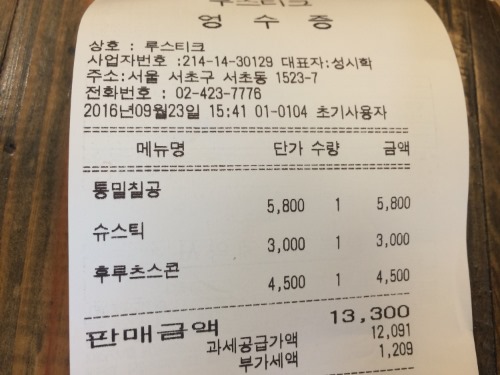 루스티크
영 수 증
상호 : 루스티크
사업자번호 :214-14-30129 대표자:성시학
주소:서울 서초구 서초동 1523-7
전화번호 : 02-423-7776
2016년09월23일 15:41 01-0104 초기사용자
메뉴명 단가 수량 금액
통밀칠공
5,800 1 5,800
슈스틱
3,000 1 3,000
후루츠스콘
4,500 1 4,500
판매금액 13,300
과세공급가액 12,091
부가세액 1,209